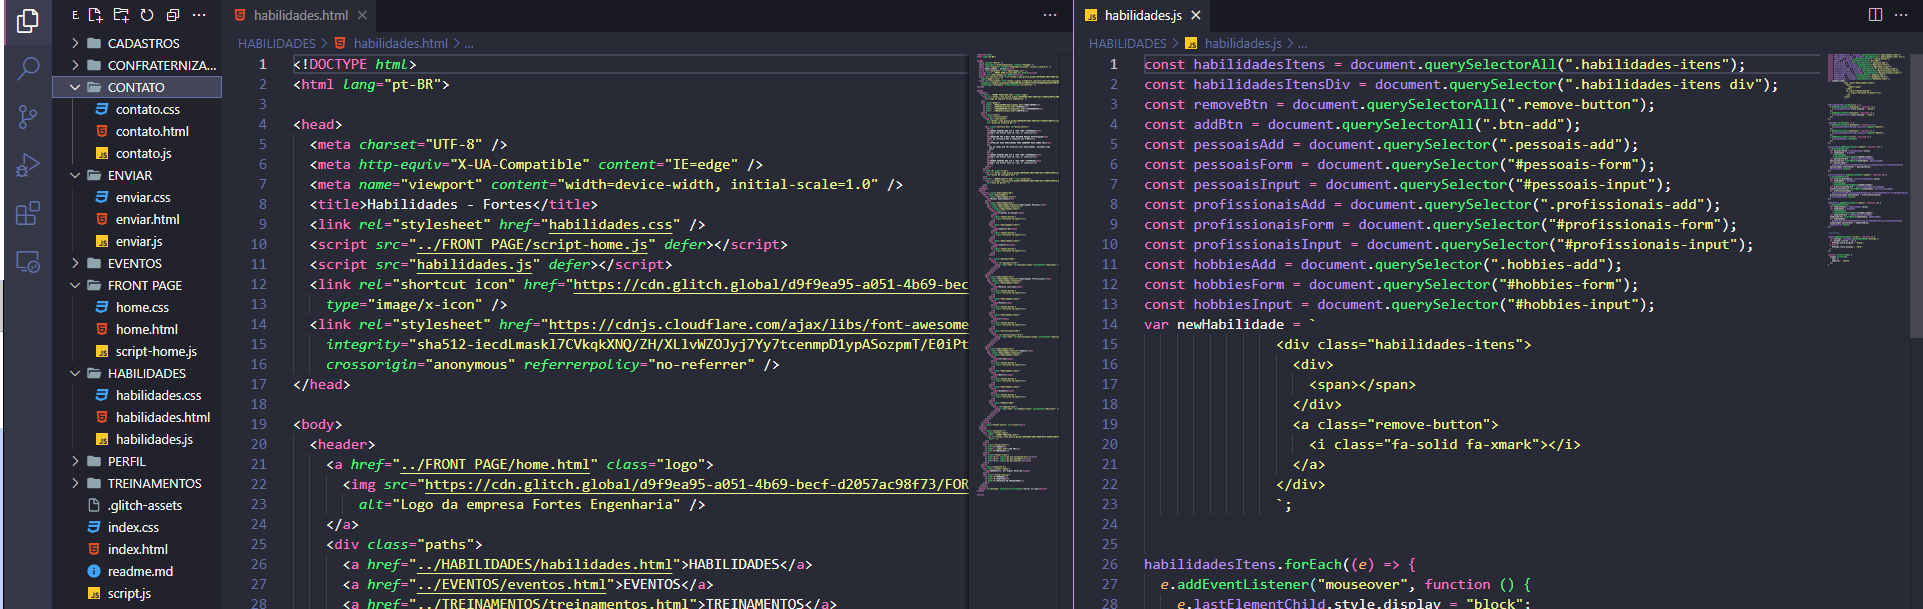 E.
CADASTROS
CONFRATERNIZA...
CONTATO
contato.css
contato.html
contato.js
ENVIAR
enviar.css
enviar.html
enviar.js
EVENTOS
FRONT PAGE
home.css
home.html
script-home.js
HABILIDADES
habilidades.css
habilidades.html
habilidades.js
PERFIL
TREINAMENTOS
.glitch-assets
index.css
index.html
readme.md
script.js
habilidades.html
HABILIDADES > habilidades.html > ...
1 <!DOCTYPE html>
2 <html lang="pt-BR">
3
4 <head>
5 <meta charset="UTF-8" />
6 <meta http-equiv="X-UA-Compatible" content="IE=edge" />
7 <meta name="viewport" content="width=device-width, initial-scale=1.0" />
8 <title>Habilidades - Fortes</title>
9 <link rel="stylesheet" href="habilidades.css" />
10 <script src="../FRONT PAGE/script-home.js" defer></script>
11 <script src="habilidades.js" defer></script>
12 <link rel="shortcut icon" href="https://cdn.glitch.global/d9f9ea95-a051-4b69-bec
13 type="image/x-icon" />
14 <link rel="stylesheet" href="https://cdnjs.cloudflare.com/ajax/libs/font-awesome
15 integrity="sha512-iecdLmaskl7CVkqkXNQ/ZH/XLlvWZOJyj7Yy7tcenmpD1ypASozpmT/E0iPt
16 crossorigin="anonymous" referrerpolicy="no-referrer" />
17 </head>
18
19 <body>
20 <header>
21 <a href="../FRONT PAGE/home.html" class="logo">
22 <img src="https://cdn.glitch.global/d9f9ea95-a051-4b69-becf-d2057ac98f73/FOR
23 alt="Logo da empresa Fortes Engenharia" />
24 </a>
25 <div class="paths">
26 <a href="../HABILIDADES/habilidades.html">HABILIDADES</a>
27 <a href="../EVENTOS/eventos.html">EVENTOS</a>
28 <a href="../TREINAMENTOS/treinamentos.html">TREINAMENTOS</a>
habilidades.js
HABILIDADES > habilidades.js > ...
1 const habilidadesItens = document.querySelectorAll(".habilidades-itens");
2 const habilidadesItensDiv = document.querySelector(".habilidades-itens div");
3 const removeBtn = document.querySelectorAll(".remove-button");
4 const addBtn = document.querySelectorAll(".btn-add");
5 const pessoaisAdd = document.querySelector(".pessoais-add");
6 const pessoaisForm = document.querySelector("#pessoais-form");
7 const pessoaisInput = document.querySelector("#pessoais-input");
8 const profissionaisAdd = document.querySelector(".profissionais-add");
9 const profissionaisForm = document.querySelector("#profissionais-form");
10 const profissionaisInput = document.querySelector("#profissionais-input");
11 const hobbiesAdd = document.querySelector(".hobbies-add");
12 const hobbiesForm = document.querySelector("#hobbies-form");
13 const hobbiesInput = document.querySelector("#hobbies-input");
14 var newHabilidade = `
15 <div class="habilidades-itens">
16 <div>
17 <span></span>
18 </div>
19 <a class="remove-button">
20 <i class="fa-solid fa-xmark"></i>
21 </a>
22 </div>
23 `;
24
25
26 habilidadesItens.forEach((e) => {
27 e.addEventListener("mouseover", function () {
28 e.lastElementChild.style.display = "block";